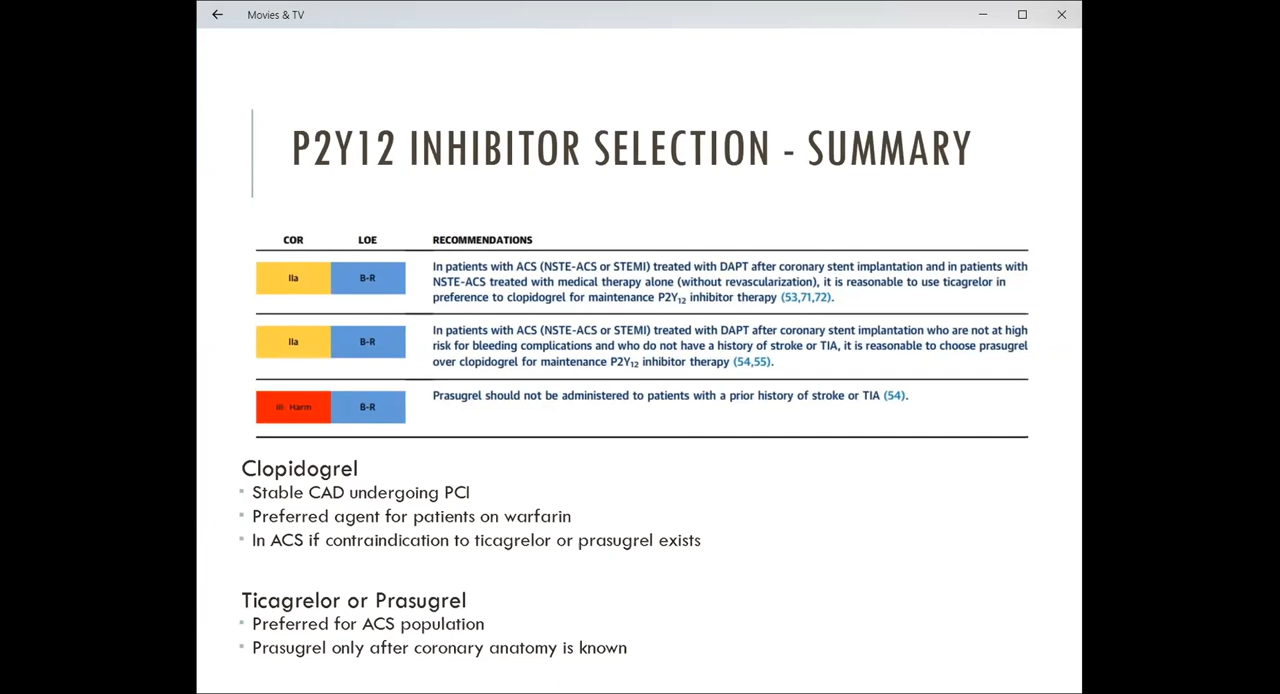 Movies & TV
P2Y12 INHIBITOR SELECTION - SUMMARY
COR LOE RECOMMENDATIONS
IIa B-R In patients with ACS (NSTE-ACS or STEMI) treated with DAPT after coronary stent implantation and in patients with
NSTE-ACS treated with medical therapy alone (without revascularization), it is reasonable to use ticagrelor in
preference to clopidogrel for maintenance P2Y₁₂ inhibitor therapy (53,71,72).
IIa B-R In patients with ACS (NSTE-ACS or STEMI) treated with DAPT after coronary stent implantation who are not at high
risk for bleeding complications and who do not have a history of stroke or TIA, it is reasonable to choose prasugrel
over clopidogrel for maintenance P2Y₁₂ inhibitor therapy (54,55).
III: Harm B-R Prasugrel should not be administered to patients with a prior history of stroke or TIA (54).
Clopidogrel
▪ Stable CAD undergoing PCI
▪ Preferred agent for patients on warfarin
▪ In ACS if contraindication to ticagrelor or prasugrel exists
Ticagrelor or Prasugrel
▪ Preferred for ACS population
▪ Prasugrel only after coronary anatomy is known